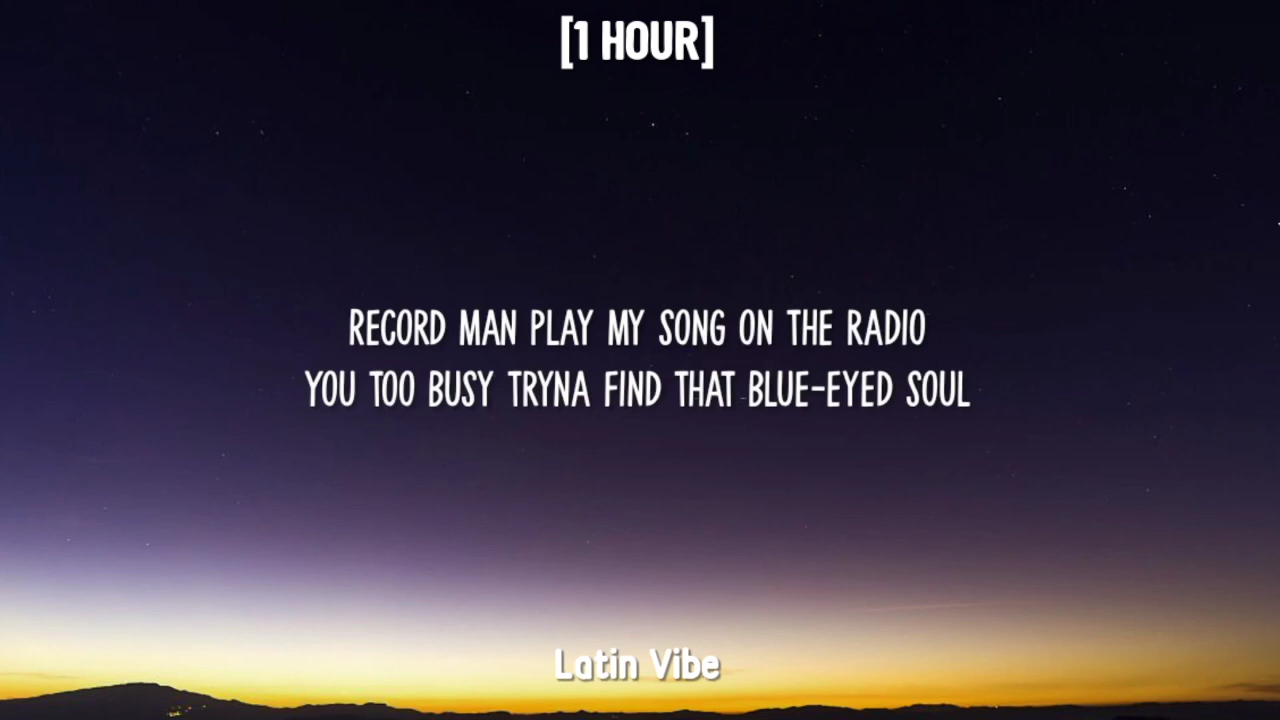 [1 HOUR]
RECORD MAN PLAY MY SONG ON THE RADIO
YOU TOO BUSY TRYNA FIND THAT BLUE-EYED SOUL
Latin Vibe